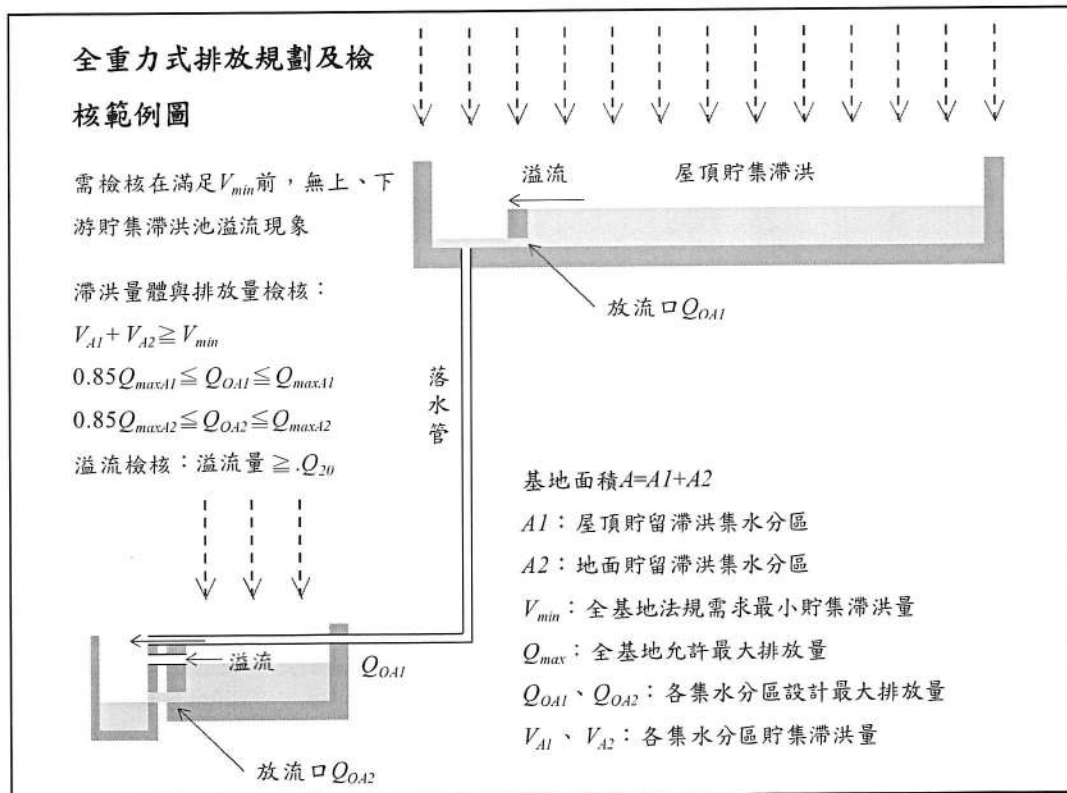 全重力式排放規劃及檢
核範例圖
需檢核在滿足Vmin前，無上、下
游貯集滯洪池溢流現象
滯洪量體與排放量檢核：
VA1+VA2≧Vmin
0.85QmaxA1≦QOA1≦QmaxA1
0.85QmaxA2≦QOA2≦QmaxA2
溢流檢核：溢流量≧.Q20
溢流
屋頂貯集滯洪
放流口QOA1
落水管
溢流
QOA1
放流口QOA2
基地面積A=A1+A2
A1：屋頂貯留滯洪集水分區
A2：地面貯留滯洪集水分區
Vmin：全基地法規需求最小貯集滯洪量
Qmax：全基地允許最大排放量
QOA1、QOA2：各集水分區設計最大排放量
VA1、VA2：各集水分區貯集滯洪量